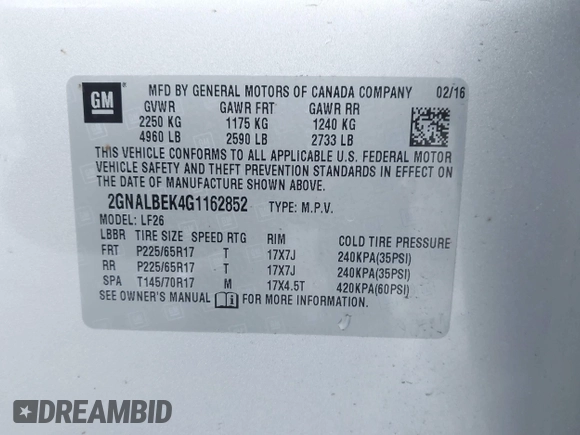 GM
MFD BY GENERAL MOTORS OF CANADA COMPANY 02/16
GVWR GAWR FRT GAWR RR
2250 KG 1175 KG 1240 KG
4960 LB 2590 LB 2733 LB
THIS VEHICLE CONFORMS TO ALL APPLICABLE U.S. FEDERAL MOTOR
VEHICLE SAFETY AND THEFT PREVENTION STANDARDS IN EFFECT ON
THE DATE OF MANUFACTURE SHOWN ABOVE.
2GNALBEK4G1162852 TYPE: M.P.V.
MODEL: LF26
LBBR TIRE SIZE SPEED RTG RIM COLD TIRE PRESSURE
FRT P225/65R17 T 17X7J 240KPA(35PSI)
RR P225/65R17 T 17X7J 240KPA(35PSI)
SPA T145/70R17 M 17X4.5T 420KPA(60PSI)
SEE OWNER'S MANUAL FOR MORE INFORMATION.
DREAMBID